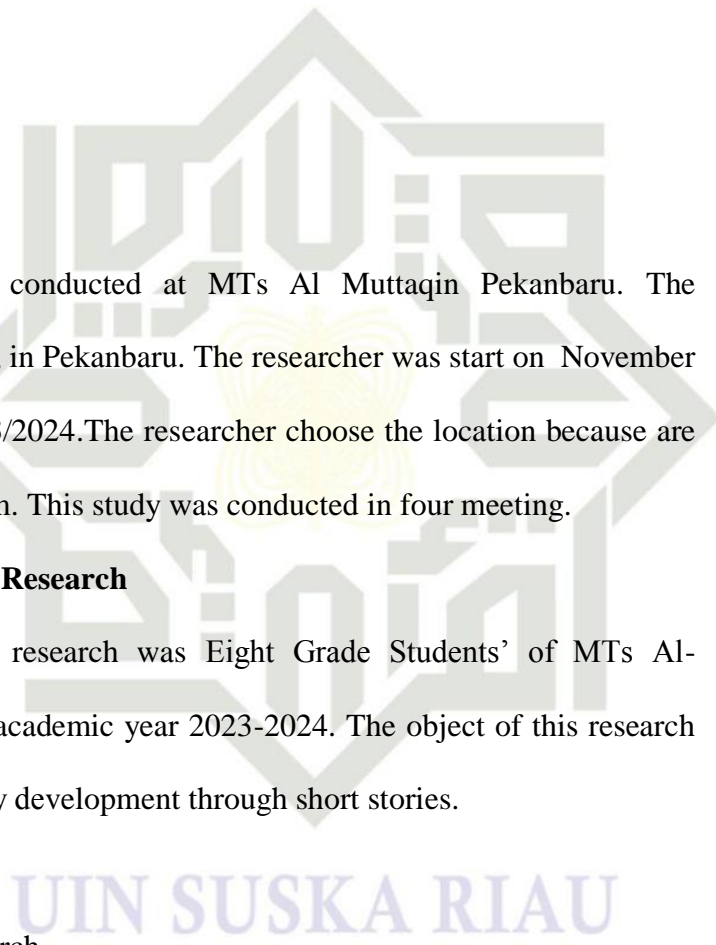 conducted at MTs Al Muttaqin Pekanbaru. The
in Pekanbaru. The researcher was start on November
/2024.The researcher choose the location because are
. This study was conducted in four meeting.
Research
research was Eight Grade Students’ of MTs Al-
academic year 2023-2024. The object of this research
development through short stories.
UIN SUSKA RIAU